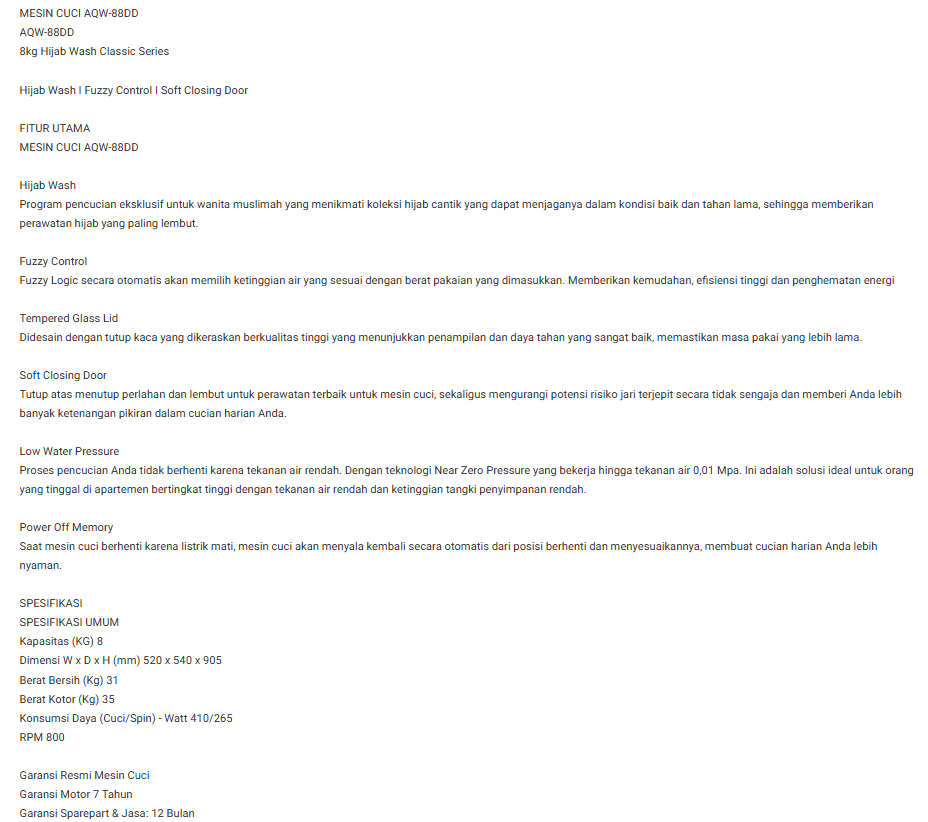 MESIN CUCI AQW-88DD
AQW-88DD
8kg Hijab Wash Classic Series
Hijab Wash I Fuzzy Control I Soft Closing Door
FITUR UTAMA
MESIN CUCI AQW-88DD
Hijab Wash
Program pencucian eksklusif untuk wanita muslimah yang menikmati koleksi hijab cantik yang dapat menjaganya dalam kondisi baik dan tahan lama, sehingga memberikan
perawatan hijab yang paling lembut.
Fuzzy Control
Fuzzy Logic secara otomatis akan memilih ketinggian air yang sesuai dengan berat pakaian yang dimasukkan. Memberikan kemudahan, efisiensi tinggi dan penghematan energi
Tempered Glass Lid
Didesain dengan tutup kaca yang dikeraskan berkualitas tinggi yang menunjukkan penampilan dan daya tahan yang sangat baik, memastikan masa pakai yang lebih lama.
Soft Closing Door
Tutup atas menutup perlahan dan lembut untuk perawatan terbaik untuk mesin cuci, sekaligus mengurangi potensi risiko jari terjepit secara tidak sengaja dan memberi Anda lebih
banyak ketenangan pikiran dalam cucian harian Anda.
Low Water Pressure
Proses pencucian Anda tidak berhenti karena tekanan air rendah. Dengan teknologi Near Zero Pressure yang bekerja hingga tekanan air 0,01 Mpa. Ini adalah solusi ideal untuk orang
yang tinggal di apartemen bertingkat tinggi dengan tekanan air rendah dan ketinggian tangki penyimpanan rendah.
Power Off Memory
Saat mesin cuci berhenti karena listrik mati, mesin cuci akan menyala kembali secara otomatis dari posisi berhenti dan menyesuaikannya, membuat cucian harian Anda lebih
nyaman.
SPESIFIKASI
SPESIFIKASI UMUM
Kapasitas (KG) 8
Dimensi W x D x H (mm) 520 x 540 x 905
Berat Bersih (Kg) 31
Berat Kotor (Kg) 35
Konsumsi Daya (Cuci/Spin) - Watt 410/265
RPM 800
Garansi Resmi Mesin Cuci
Garansi Motor 7 Tahun
Garansi Sparepart & Jasa: 12 Bulan